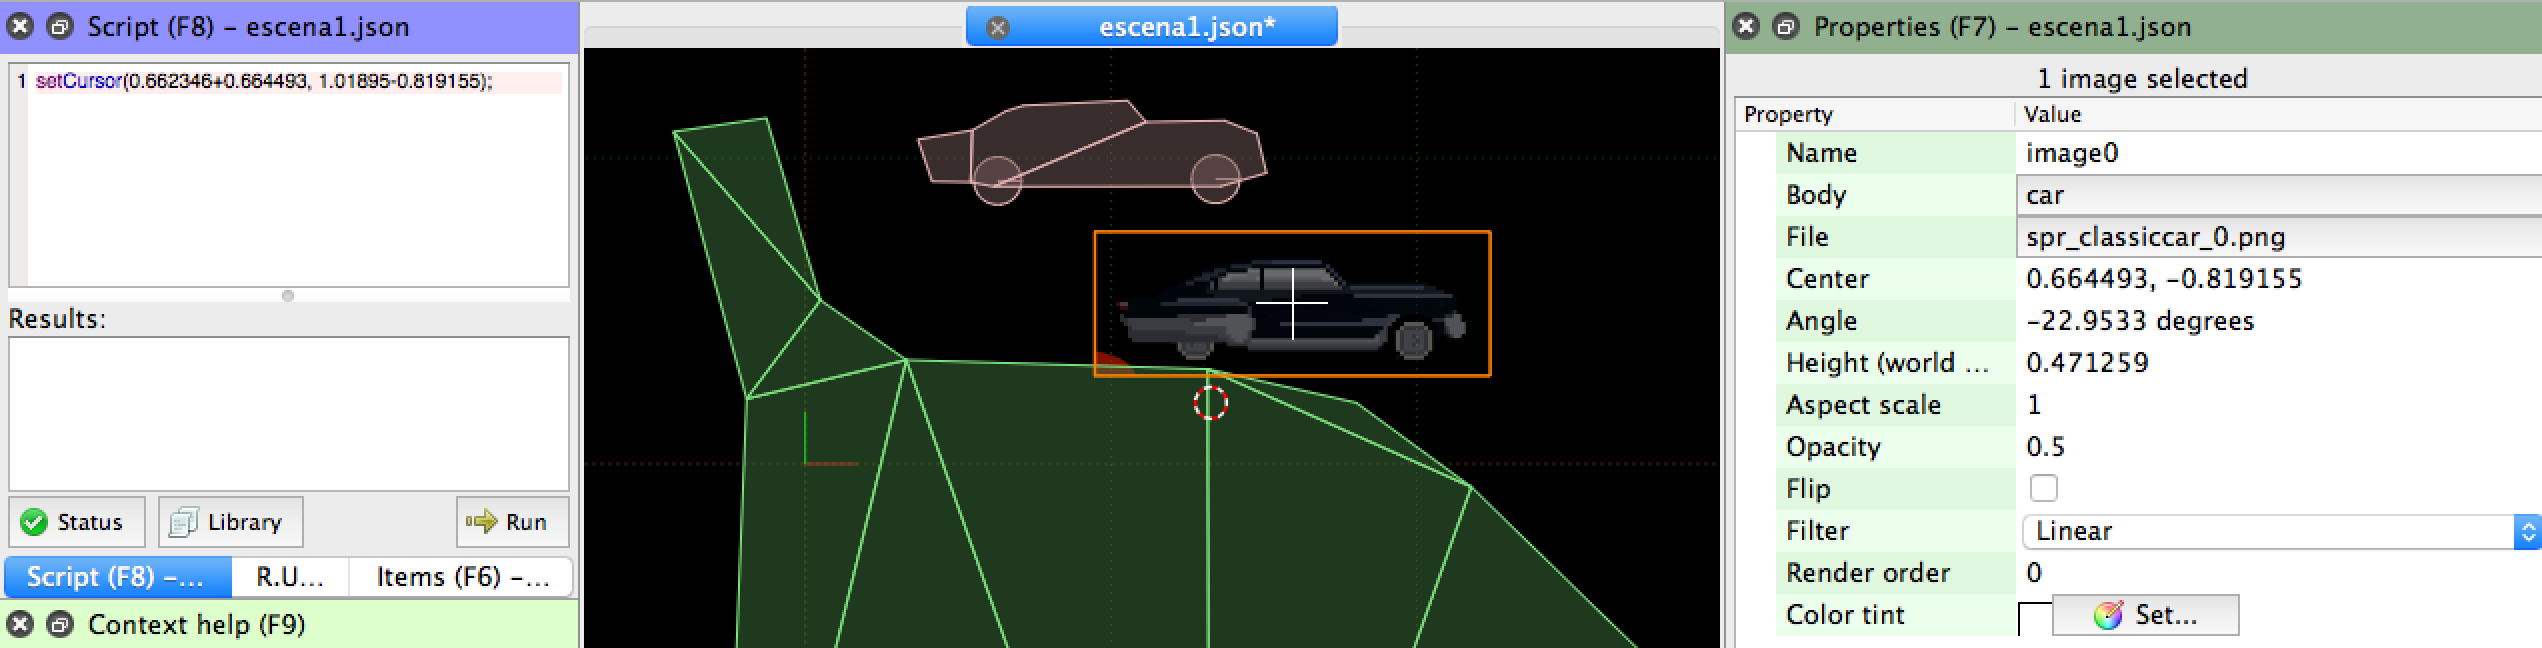 Script (F8) – escena1.json
1 setCursor(0.662346+0.664493, 1.01895-0.819155);
Results:
Status
Library
Run
Script (F8) –...
R.U...
Items (F6) –...
Context help (F9)
escena1.json*
Properties (F7) – escena1.json
1 image selected
Property Value
Name image0
Body car
File spr_classiccar_0.png
Center 0.664493, −0.819155
Angle −22.9533 degrees
Height (world ... 0.471259
Aspect scale 1
Opacity 0.5
Flip
Filter Linear
Render order 0
Color tint Set...